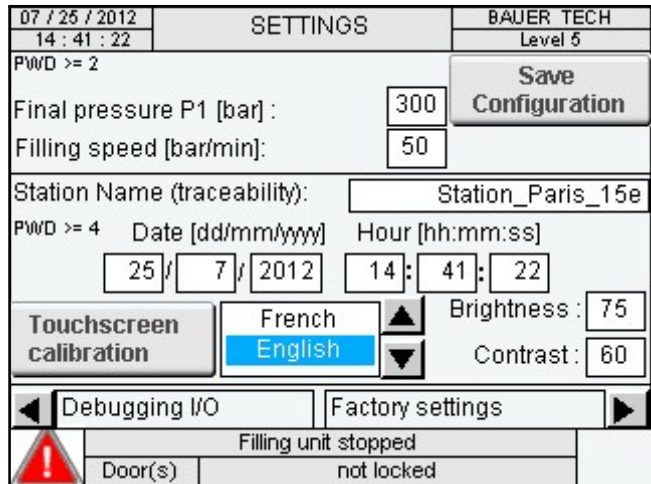 07 / 25 / 2012 SETTINGS BAUER TECH
14 : 41 : 22 Level 5
PWD >= 2
Save
Configuration
Final pressure P1 [bar] : 300
Filling speed [bar/min]: 50
Station Name (traceability): Station_Paris_15e
PWD >= 4 Date [dd/mm/yyyy] Hour [hh:mm:ss]
25 / 7 / 2012 14 : 41 : 22
Touchscreen
calibration
French
English
Brightness : 75
Contrast : 60
Debugging I/O Factory settings
Filling unit stopped
Door(s) not locked